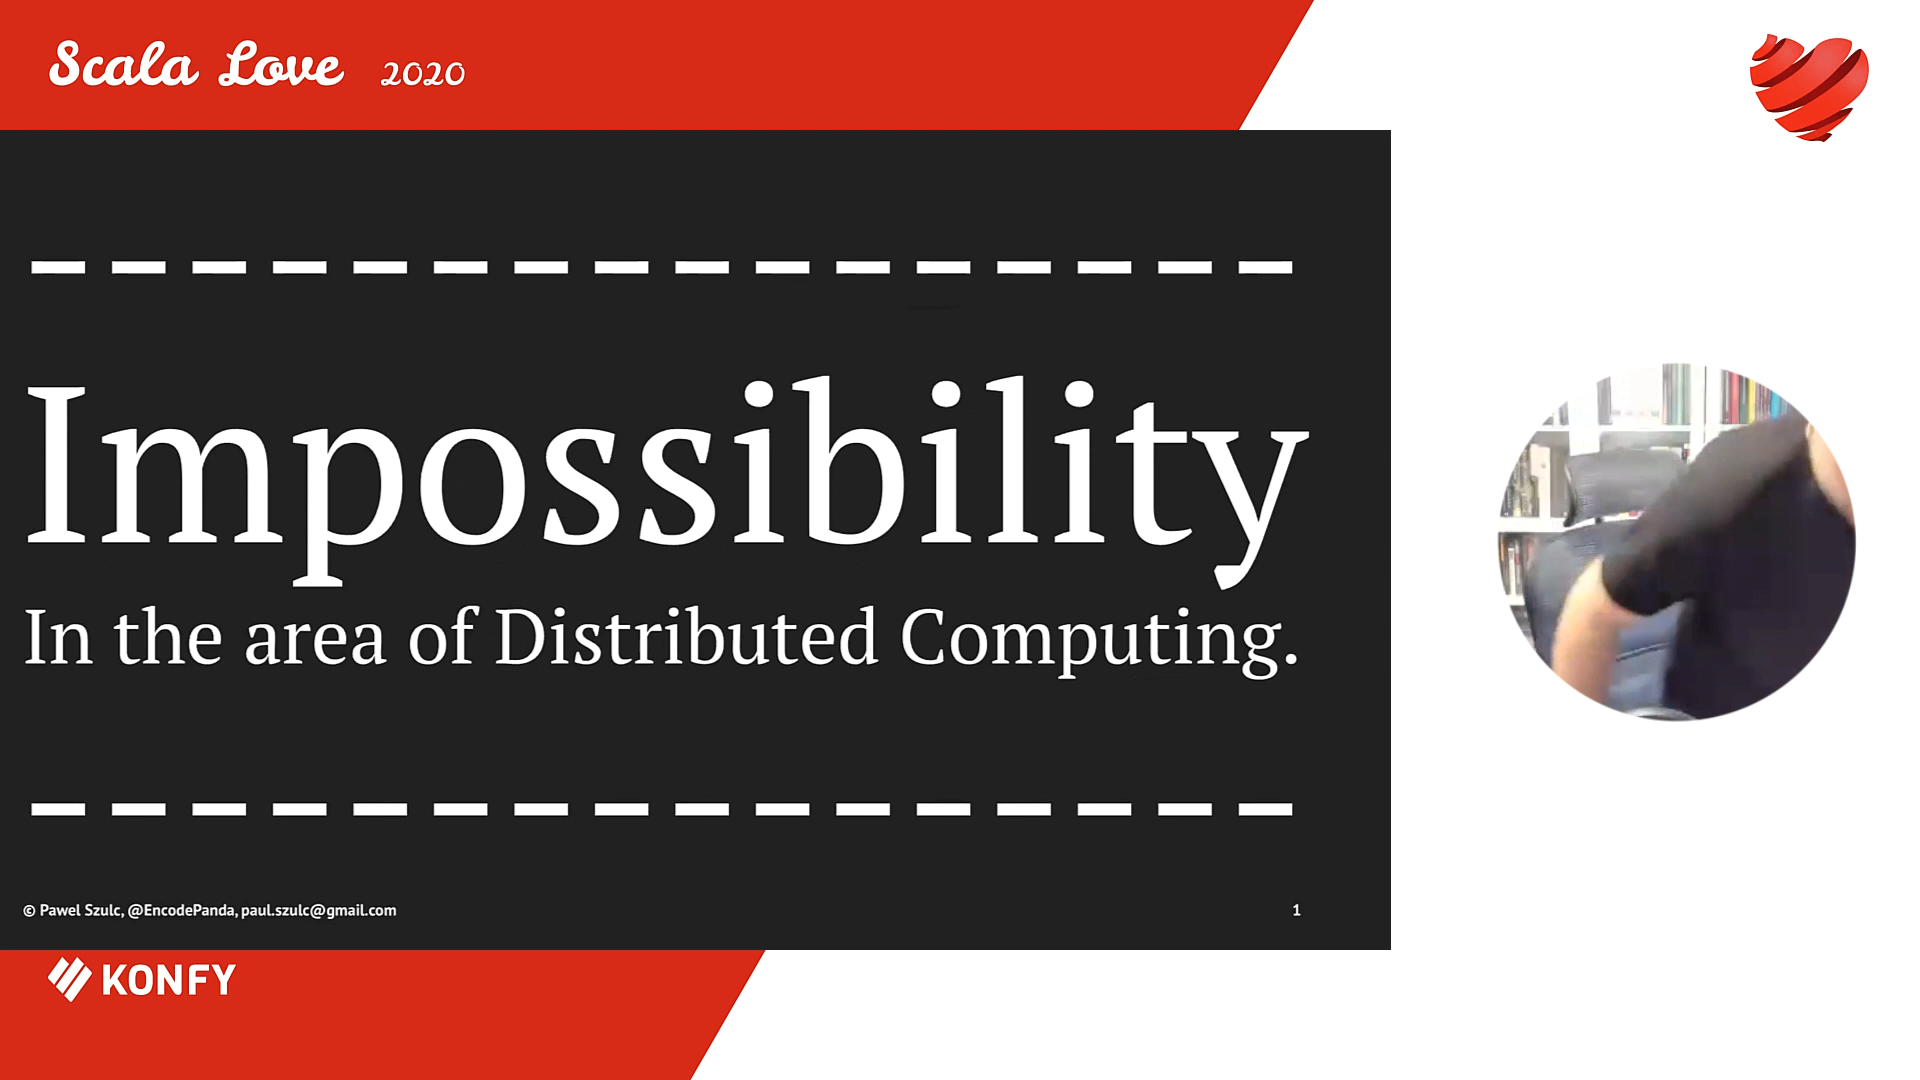 Scala Love 2020
Impossibility
In the area of Distributed Computing.
© Pawel Szulc, @EncodePanda, paul.szulc@gmail.com 1
KONFY